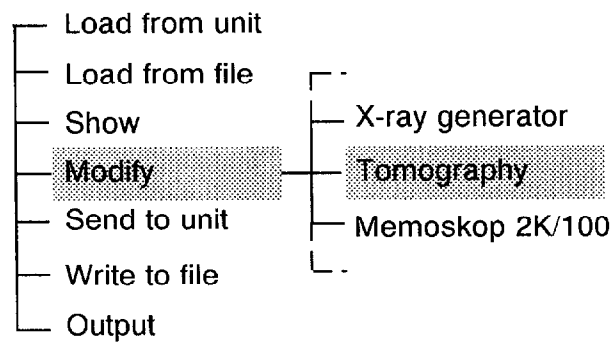 Load from unit
Load from file
Show
Modify
Send to unit
Write to file
Output
X-ray generator
Tomography
Memoskop 2K/100